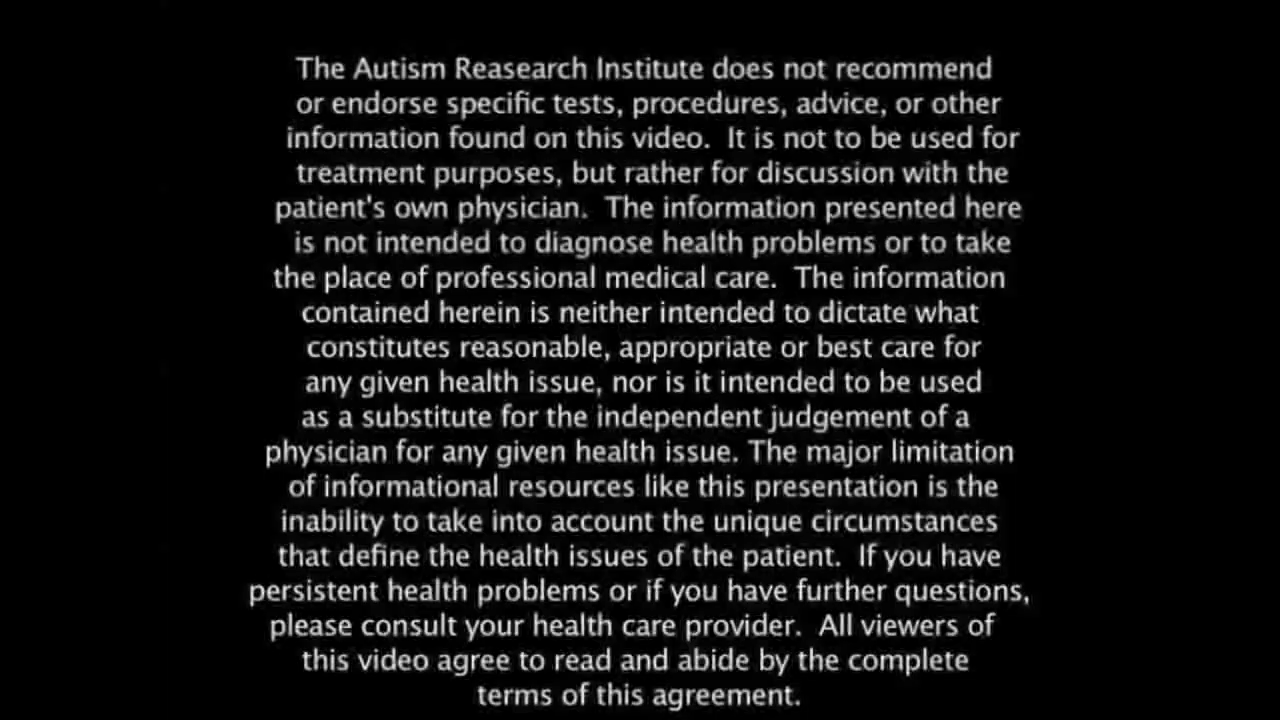 The Autism Reasearch Institute does not recommend
or endorse specific tests, procedures, advice, or other
information found on this video.  It is not to be used for
treatment purposes, but rather for discussion with the
patient's own physician.  The information presented here
is not intended to diagnose health problems or to take
the place of professional medical care.  The information
contained herein is neither intended to dictate what
constitutes reasonable, appropriate or best care for
any given health issue, nor is it intended to be used
as a substitute for the independent judgement of a
physician for any given health issue. The major limitation
of informational resources like this presentation is the
inability to take into account the unique circumstances
that define the health issues of the patient.  If you have
persistent health problems or if you have further questions,
please consult your health care provider.  All viewers of
this video agree to read and abide by the complete
terms of this agreement.